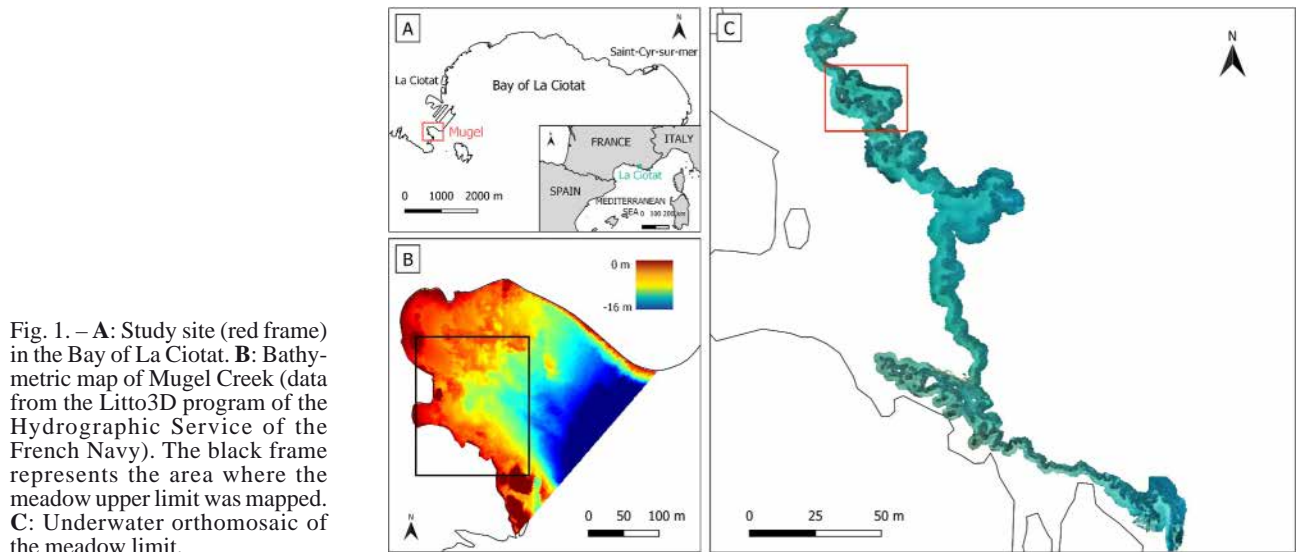 Fig. 1. – A: Study site (red frame)
in the Bay of La Ciotat. B: Bathy-
metric map of Mugel Creek (data
from the Litto3D program of the
Hydrographic Service of the
French Navy). The black frame
represents the area where the
meadow upper limit was mapped.
C: Underwater orthomosaic of
the meadow limit.
A
N
Saint-Cyr-sur-mer
La Ciotat
Bay of La Ciotat
Mugel
0 1000 2000 m
FRANCE
ITALY
La Ciotat
SPAIN
MEDITERRANEAN
SEA 0 100 200 km
B
0 m
-16 m
N
0 50 100 m
C
N
0 25 50 m